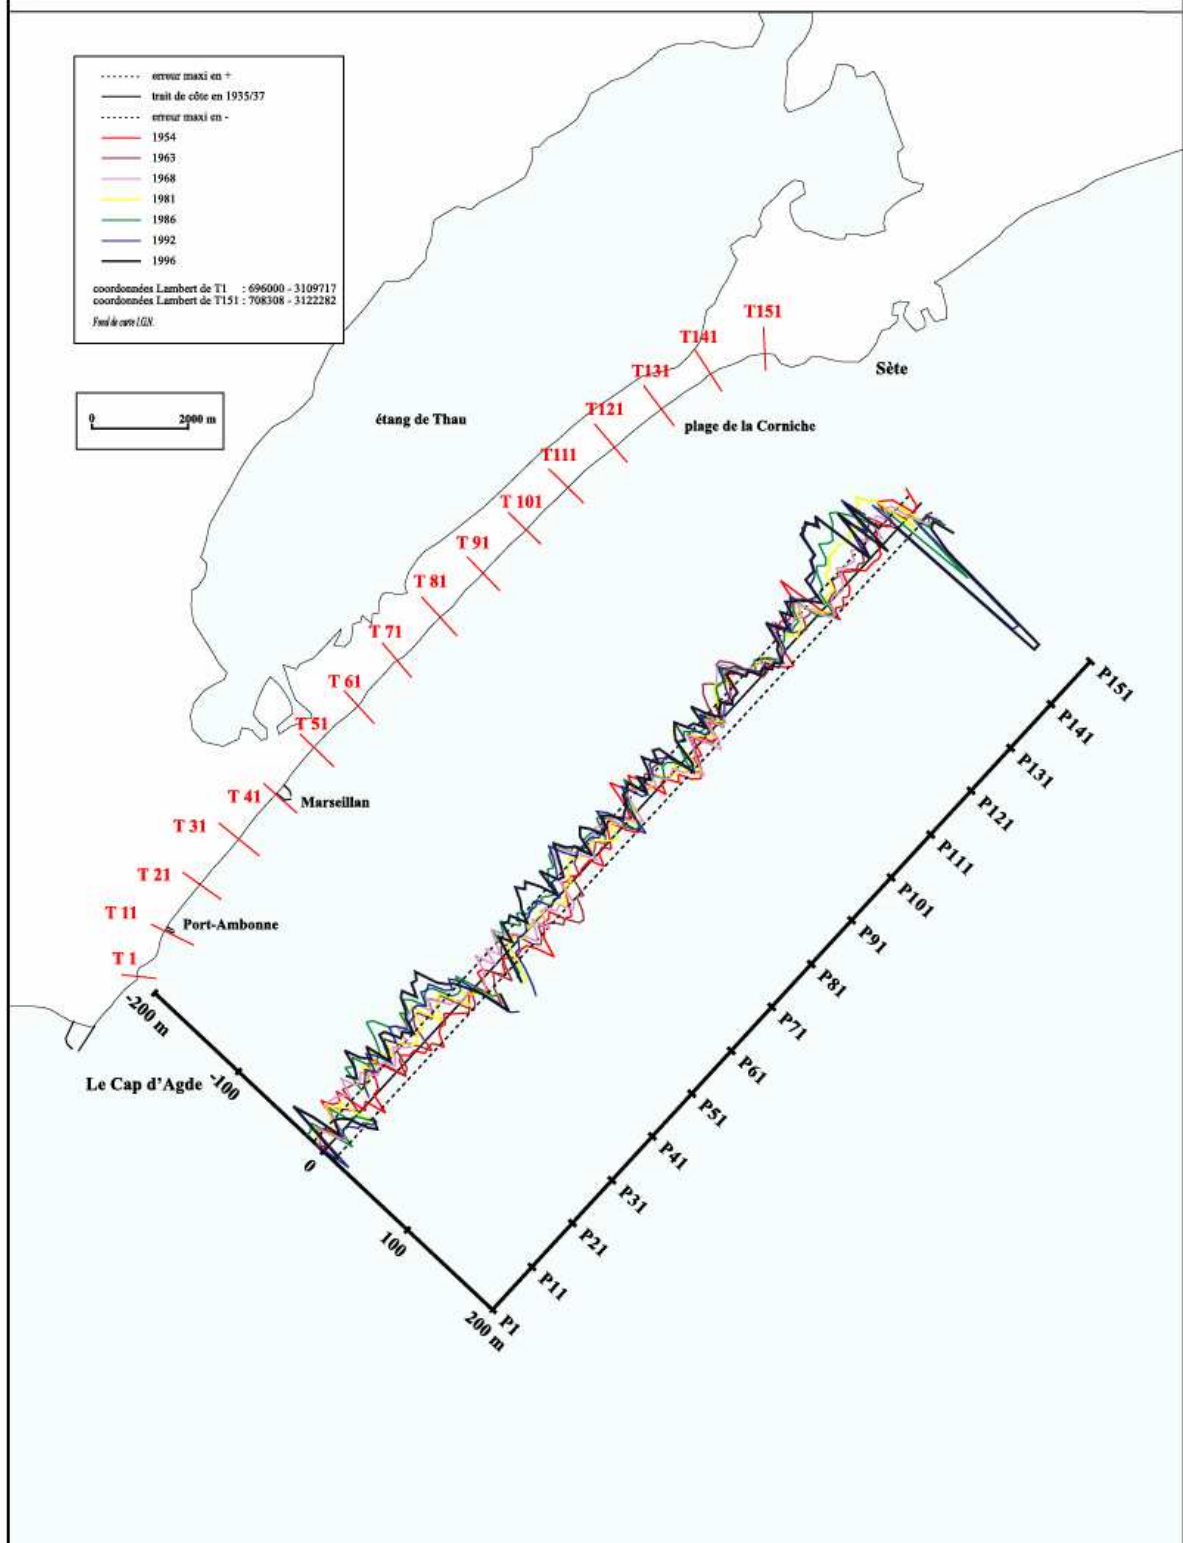 erreur maxi en +
trait de côte en 1935/37
erreur maxi en -
1954
1963
1968
1981
1986
1992
1996
coordonnées Lambert de T1 : 696000 - 3109717
coordonnées Lambert de T151 : 708308 - 3122282
Fond de carte I.G.N.
0 2000 m
étang de Thau
Sète
plage de la Corniche
T151
T141
T131
T121
T111
T 101
T 91
T 81
T 71
T 61
T 51
T 41
Marseillan
T 31
T 21
T 11
Port-Ambonne
T 1
Le Cap d'Agde
-200 m
-100
0
100
200 m
P1
P11
P21
P31
P41
P51
P61
P71
P81
P91
P101
P111
P121
P131
P141
P151